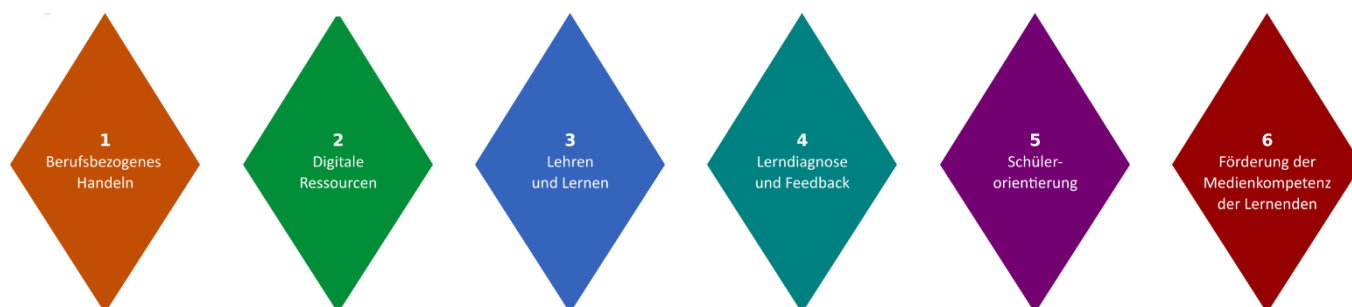 1
Berufsbezogenes
Handeln
2
Digitale
Ressourcen
3
Lehren
und Lernen
4
Lerndiagnose
und Feedback
5
Schüler-
orientierung
6
Förderung der
Medienkompetenz
der Lernenden